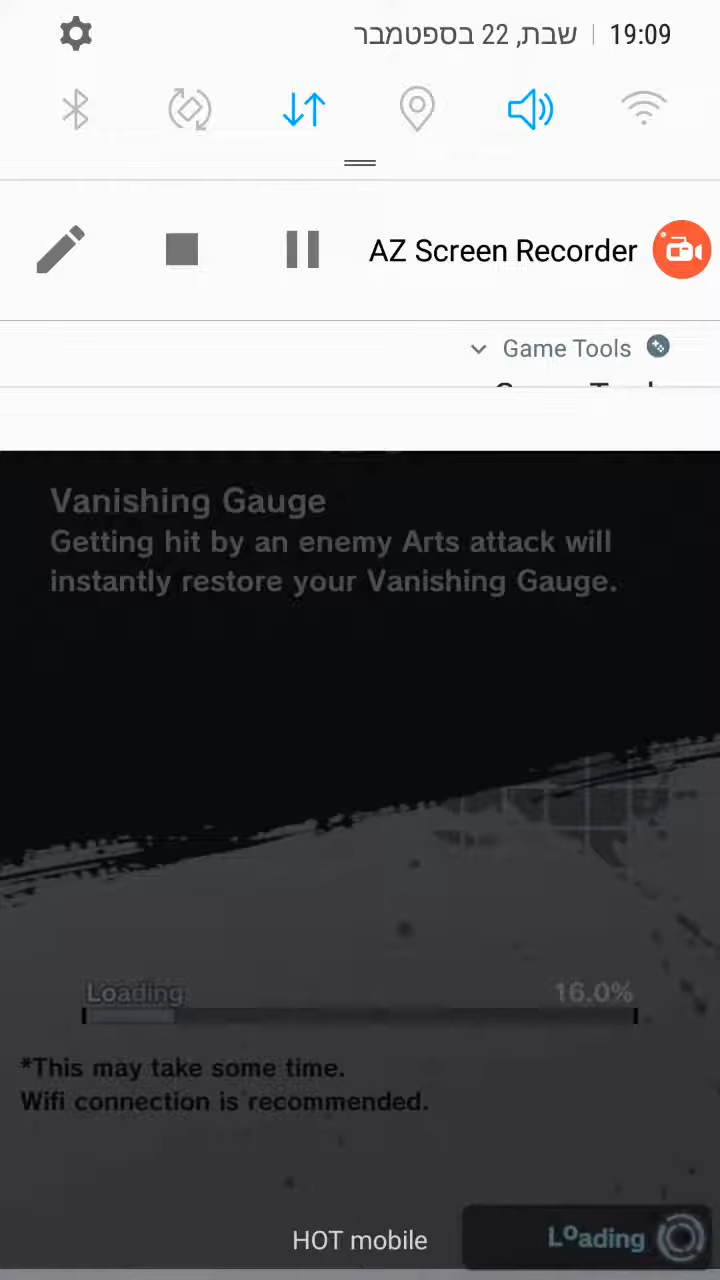 19:09 | שבת, 22 בספטמבר
AZ Screen Recorder
Game Tools
Vanishing Gauge
Getting hit by an enemy Arts attack will
instantly restore your Vanishing Gauge.
Loading 16.0%
*This may take some time.
Wifi connection is recommended.
HOT mobile
Loading